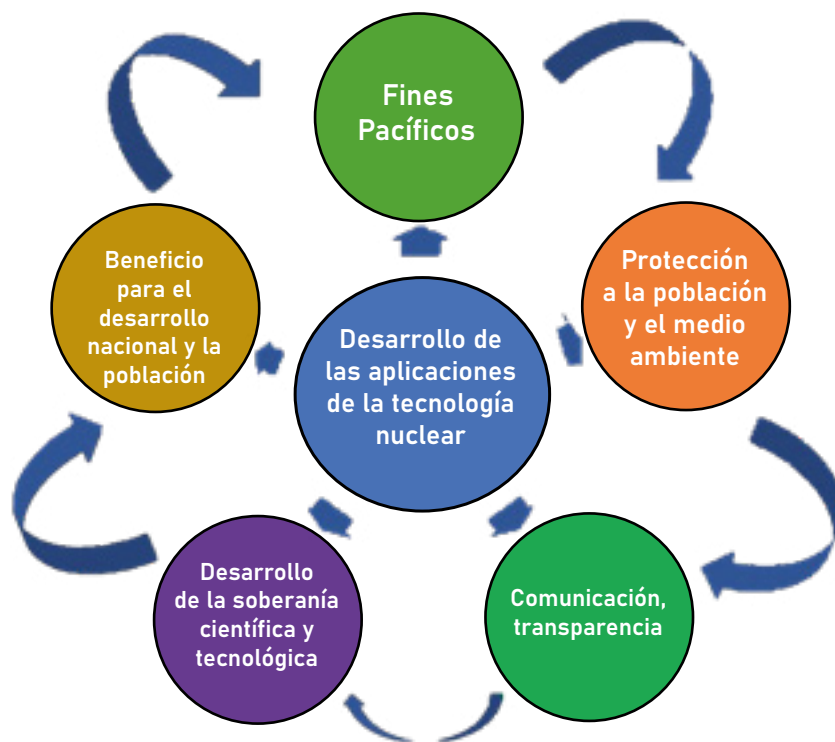 Fines
Pacíficos
Protección
a la población
y el medio
ambiente
Comunicación,
transparencia
Desarrollo
de la soberanía
científica y
tecnológica
Beneficio
para el
desarrollo
nacional y la
población
Desarrollo de
las aplicaciones
de la tecnología
nuclear